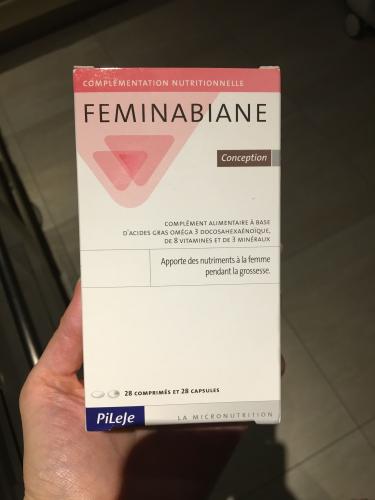 COMPLÉMENTATION NUTRITIONNELLE
FEMINABIANE
Conception
COMPLÉMENT ALIMENTAIRE À BASE
D'ACIDES GRAS OMÉGA 3 DOCOSAHEXAÉNOÏQUE,
DE 8 VITAMINES ET DE 3 MINÉRAUX
Apporte des nutriments à la femme
pendant la grossesse.
28 COMPRIMÉS ET 28 CAPSULES
PiLeJe
LA MICRONUTRITION